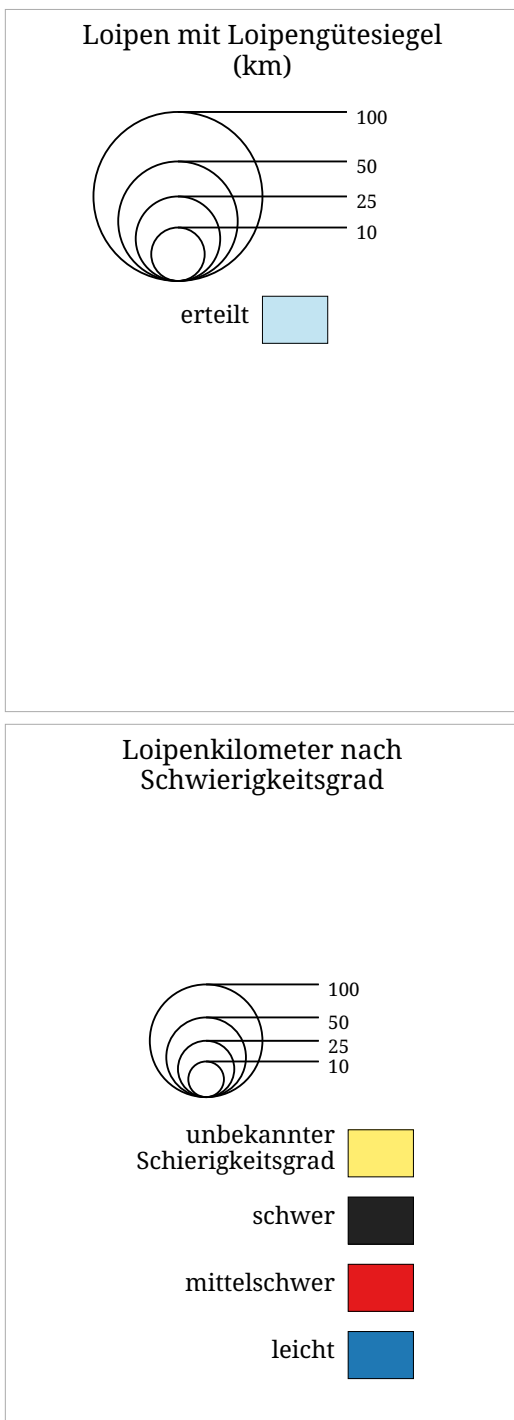 Loipen mit Loipengütesiegel
(km)
100
50
25
10
erteilt
Loipenkilometer nach
Schwierigkeitsgrad
100
50
25
10
unbekannter
Schierigkeitsgrad
schwer
mittelschwer
leicht